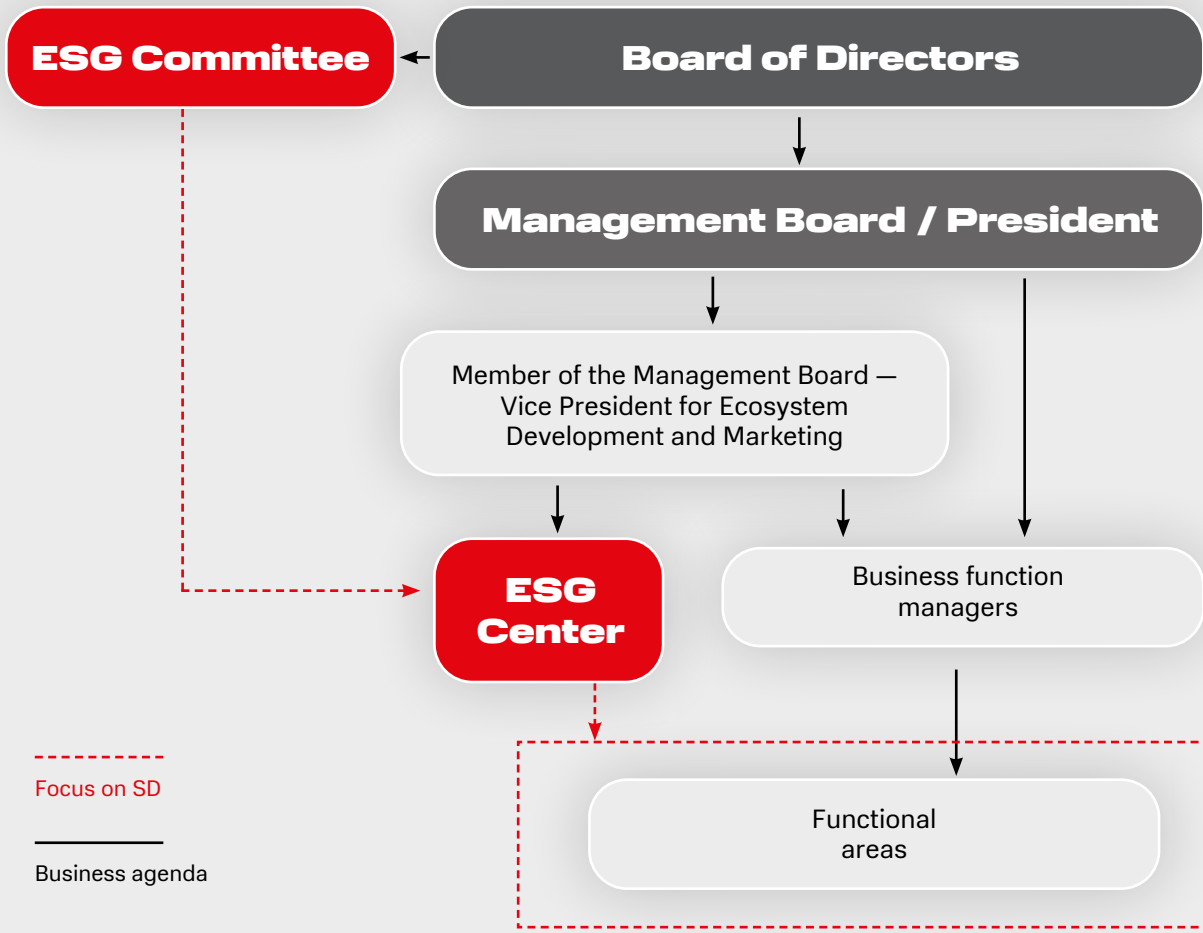 ESG Committee
Board of Directors
Management Board / President
Member of the Management Board —
Vice President for Ecosystem
Development and Marketing
ESG
Center
Business function
managers
Focus on SD
Business agenda
Functional
areas